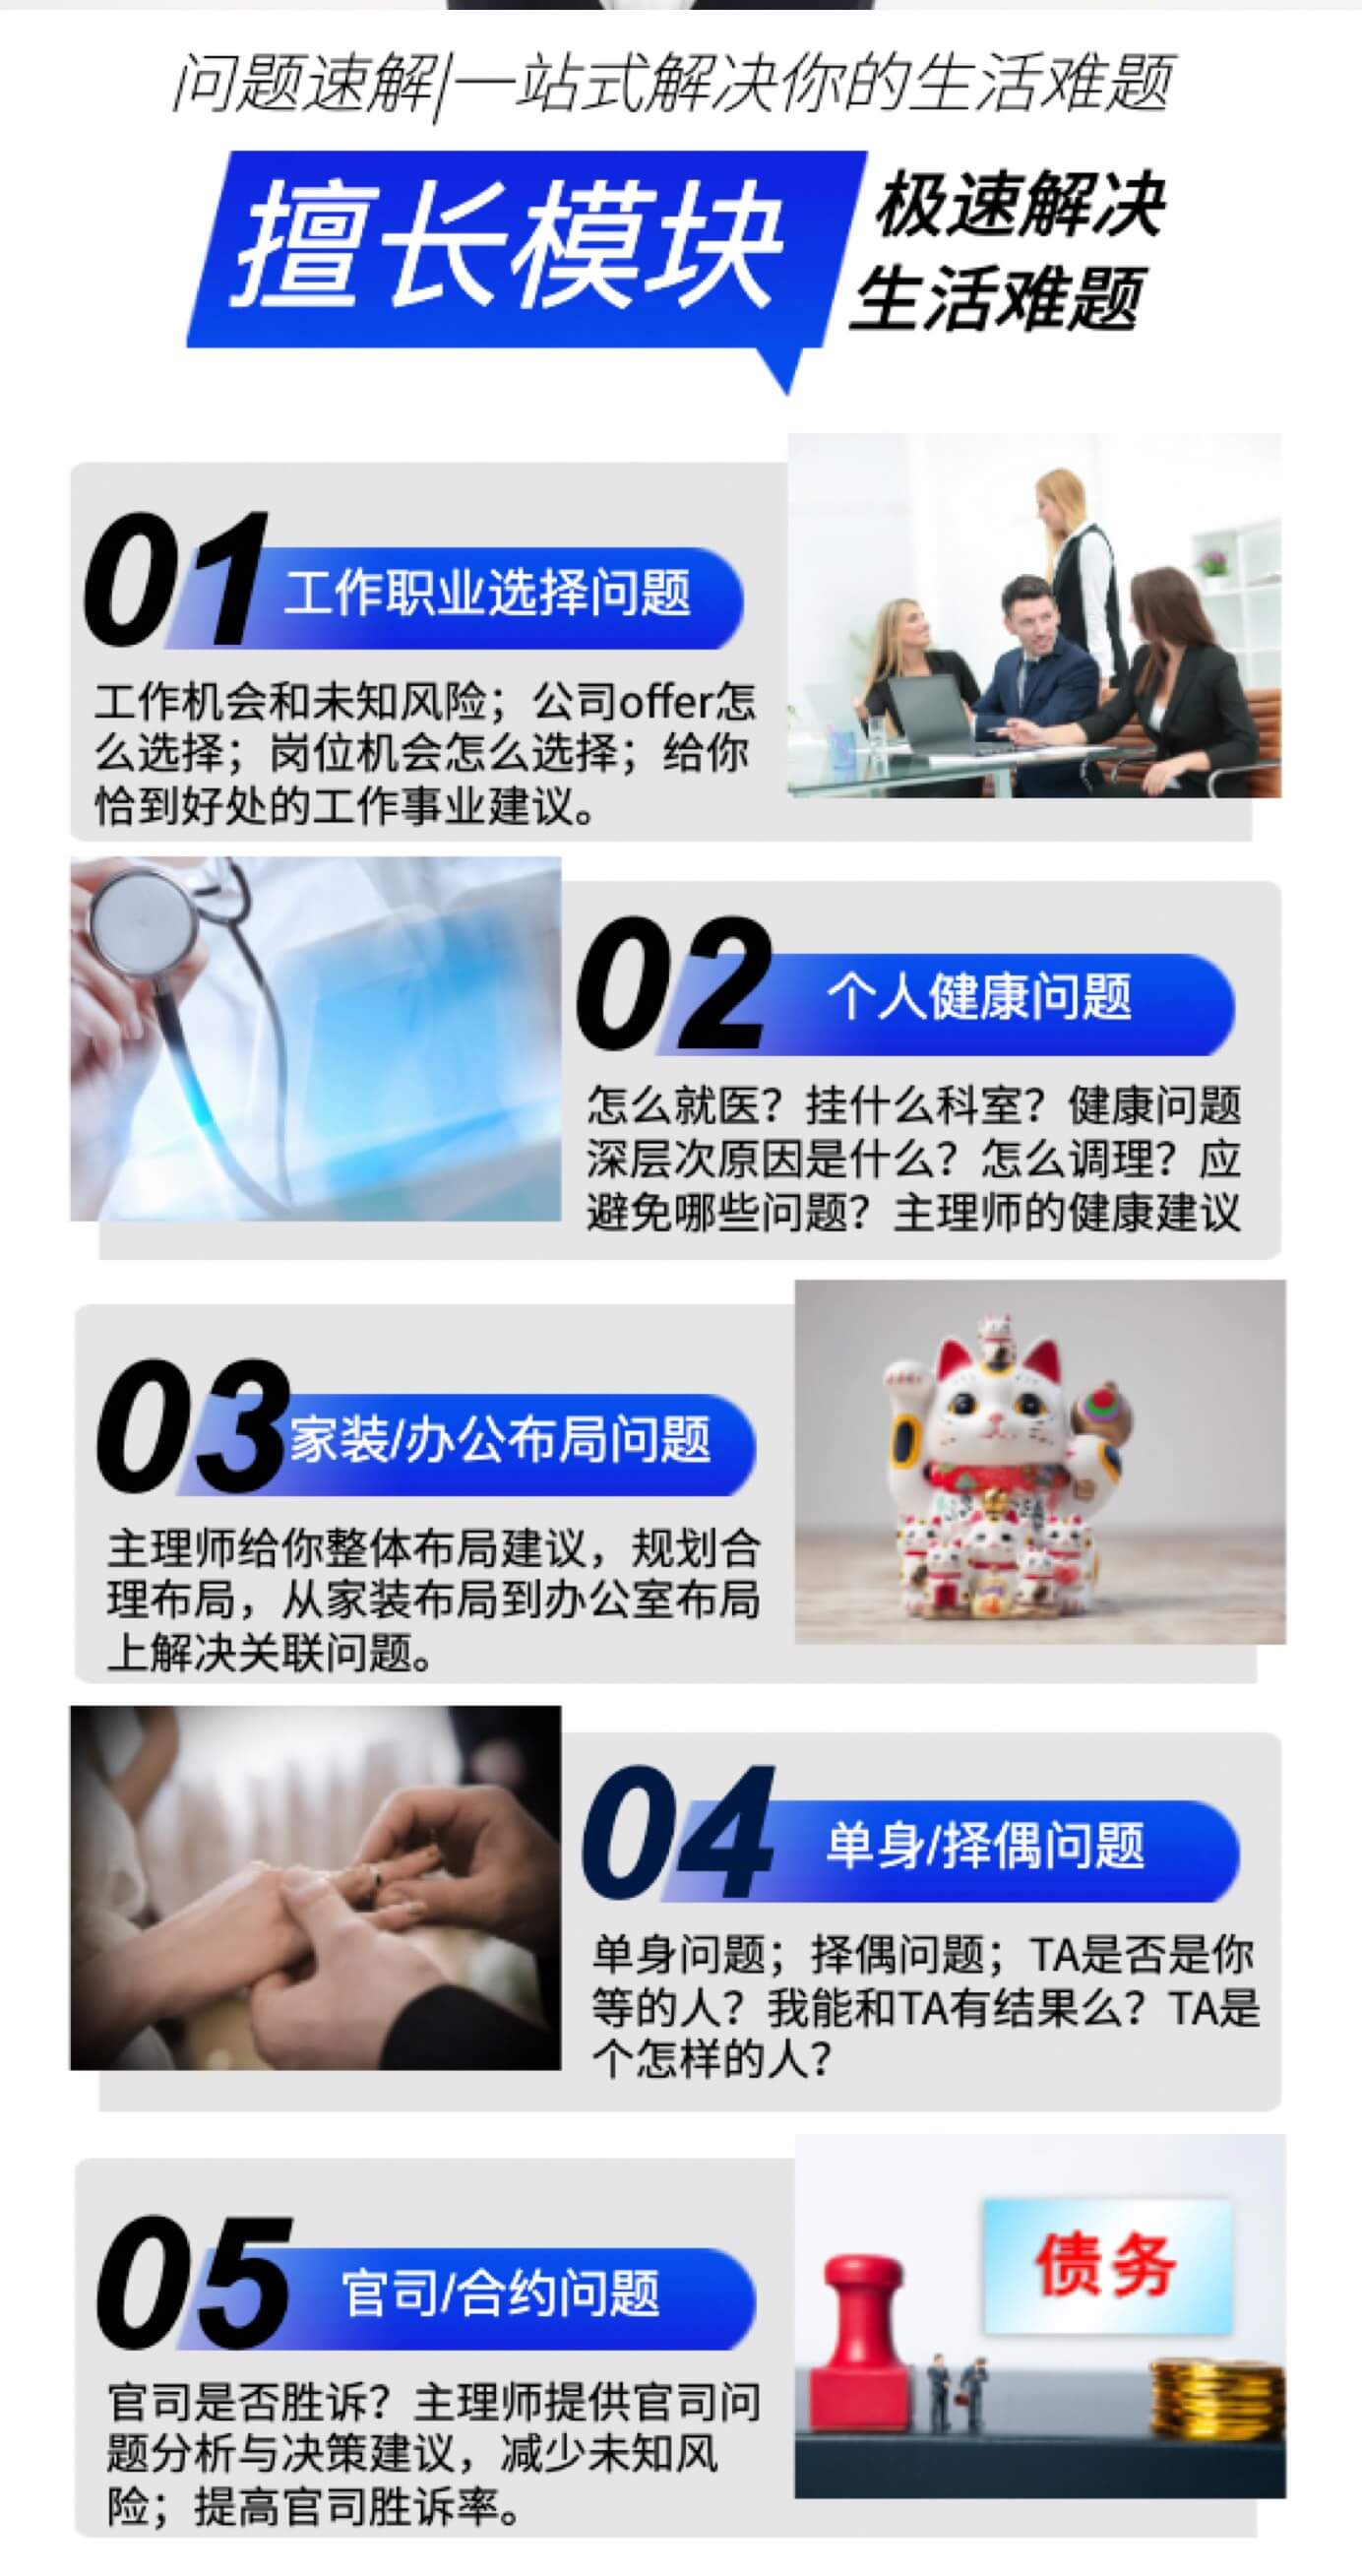 问题速解|一站式解决你的生活难题
擅长模块
极速解决
生活难题
01
工作职业选择问题
工作机会和未知风险；公司offer怎
么选择；岗位机会怎么选择；给你
恰到好处的工作事业建议。
02
个人健康问题
怎么就医？挂什么科室？健康问题
深层次原因是什么？怎么调理？应
避免哪些问题？主理师的健康建议
03
家装/办公布局问题
主理师给你整体布局建议，规划合
理布局，从家装布局到办公室布局
上解决关联问题。
04
单身/择偶问题
单身问题；择偶问题；TA是否是你
等的人？我能和TA有结果么？TA是
个怎样的人？
05
官司/合约问题
官司是否胜诉？主理师提供官司问
题分析与决策建议，减少未知风
险；提高官司胜诉率。
债务